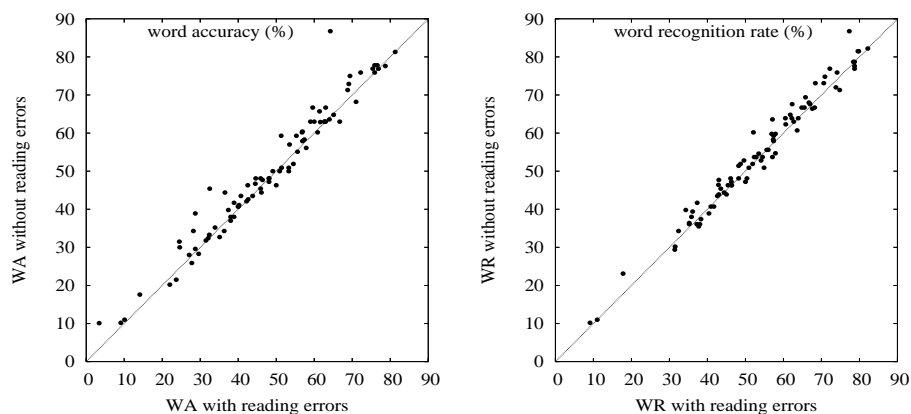 word accuracy (%)
90
80
70
60
50
40
30
20
10
0
WA without reading errors
0 10 20 30 40 50 60 70 80 90
WA with reading errors
word recognition rate (%)
90
80
70
60
50
40
30
20
10
0
WR without reading errors
0 10 20 30 40 50 60 70 80 90
WR with reading errors